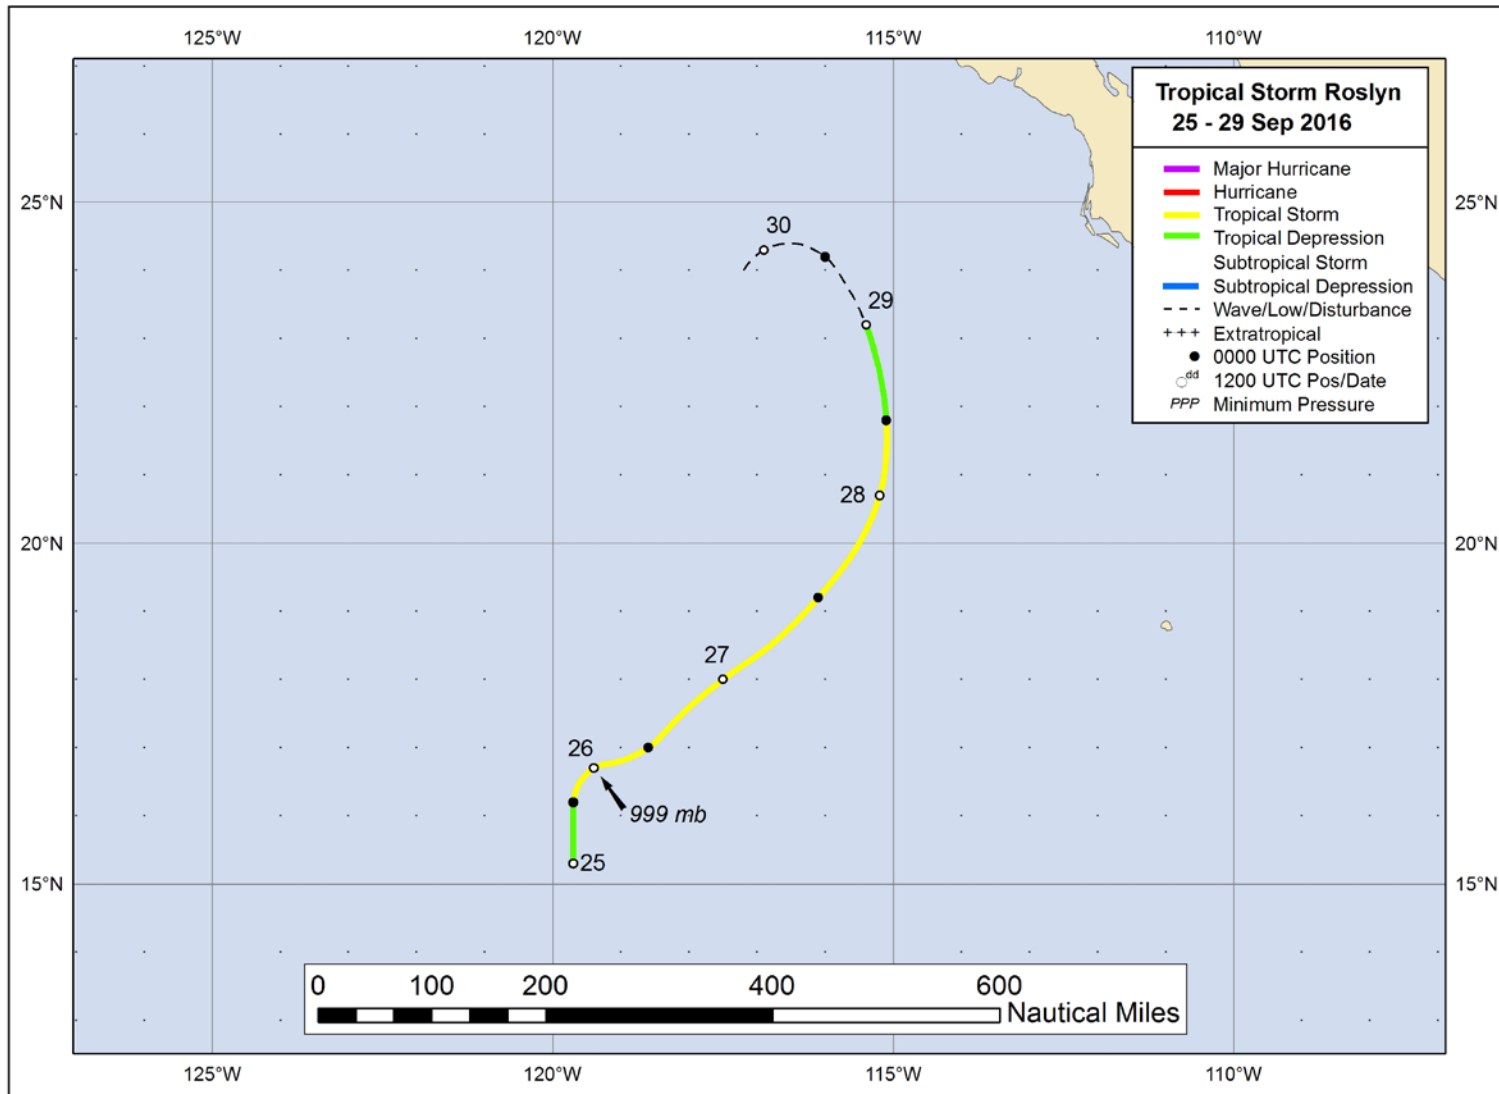 125°W 120°W 115°W 110°W
Tropical Storm Roslyn
25 - 29 Sep 2016
Major Hurricane
Hurricane
Tropical Storm
Tropical Depression
Subtropical Storm
Subtropical Depression
Wave/Low/Disturbance
+++ Extratropical
0000 UTC Position
dd 1200 UTC Pos/Date
PPP Minimum Pressure
25°N 25°N
30
29
28
20°N 20°N
27
26
999 mb
25
15°N 15°N
0 100 200 400 600
Nautical Miles
125°W 120°W 115°W 110°W